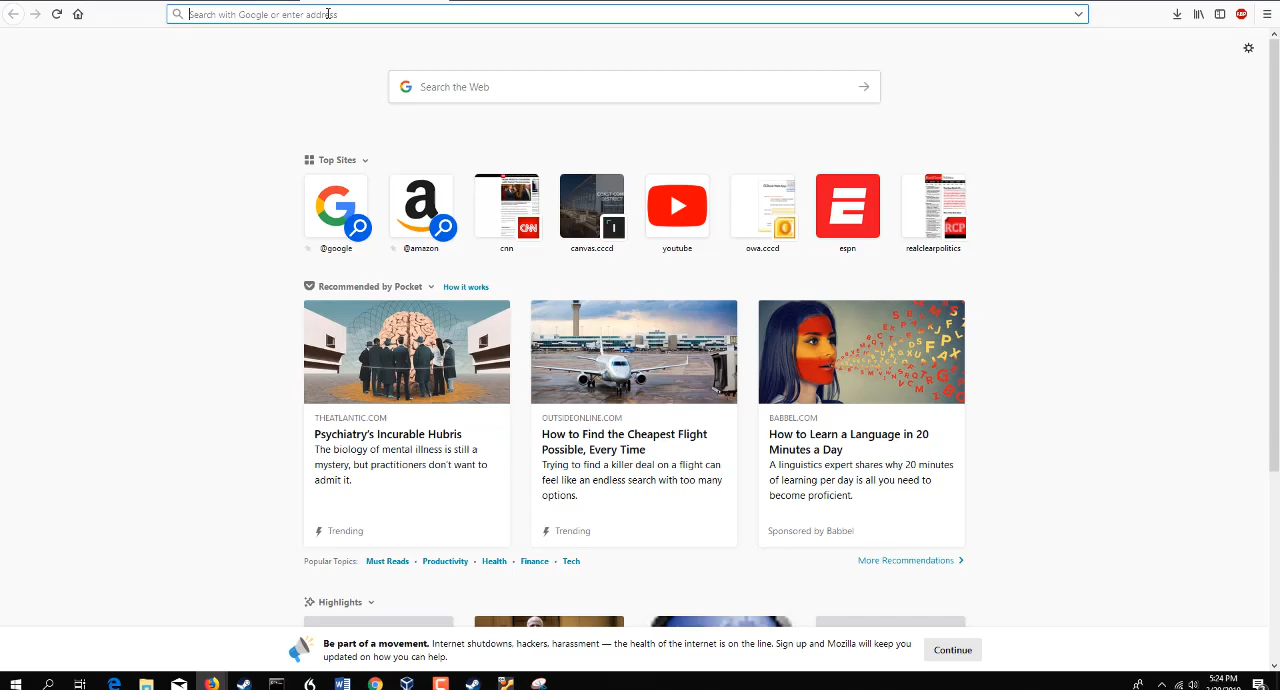 Search with Google or enter address
ABP
Search the Web
Top Sites
CNN
RCP
@google
@amazon
cnn
canvas.cccd
youtube
owa.cccd
espn
realclearpolitics
Recommended by Pocket
How it works
THEATLANTIC.COM
Psychiatry's Incurable Hubris
The biology of mental illness is still a
mystery, but practitioners don't want to
admit it.
Trending
OUTSIDEONLINE.COM
How to Find the Cheapest Flight
Possible, Every Time
Trying to find a killer deal on a flight can
feel like an endless search with too many
options.
Trending
BABBEL.COM
How to Learn a Language in 20
Minutes a Day
A linguistics expert shares why 20 minutes
of learning per day is all you need to
become proficient.
Sponsored by Babbel
Popular Topics: Must Reads · Productivity · Health · Finance · Tech
More Recommendations
Highlights
Be part of a movement. Internet shutdowns, hackers, harassment — the health of the internet is on the line. Sign up and Mozilla will keep you
updated on how you can help.
Continue
5:24 PM